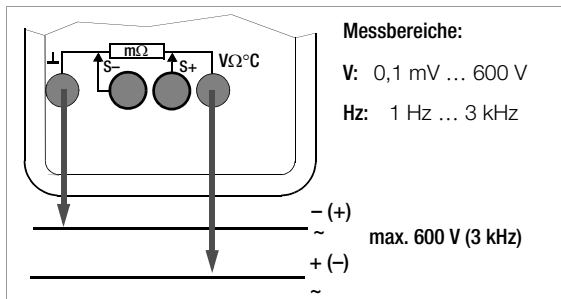 Messbereiche:
mΩ
⊥ S– S+ VΩ°C
V: 0,1 mV … 600 V
Hz: 1 Hz … 3 kHz
– (+)
~ max. 600 V (3 kHz)
+ (–)
~